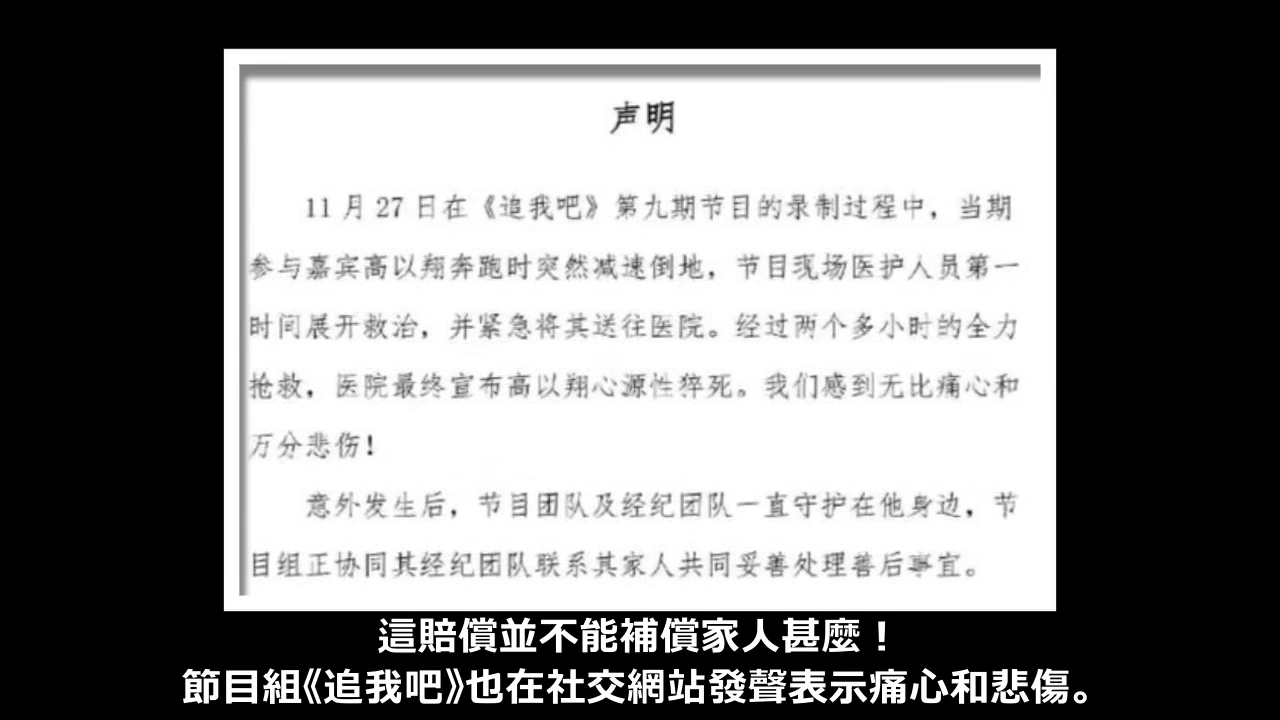 声明
11月27日在《追我吧》第九期节目的录制过程中，当期
参与嘉宾高以翔奔跑时突然减速倒地，节目现场医护人员第一
时间展开救治，并紧急将其送往医院。经过两个多小时的全力
抢救，医院最终宣布高以翔心源性猝死。我们感到无比痛心和
万分悲伤！
意外发生后，节目团队及经纪团队一直守护在他身边，节
目组正协同其经纪团队联系其家人共同妥善处理善后事宜。
這賠償並不能補償家人甚麼！
節目組《追我吧》也在社交網站發聲表示痛心和悲傷。